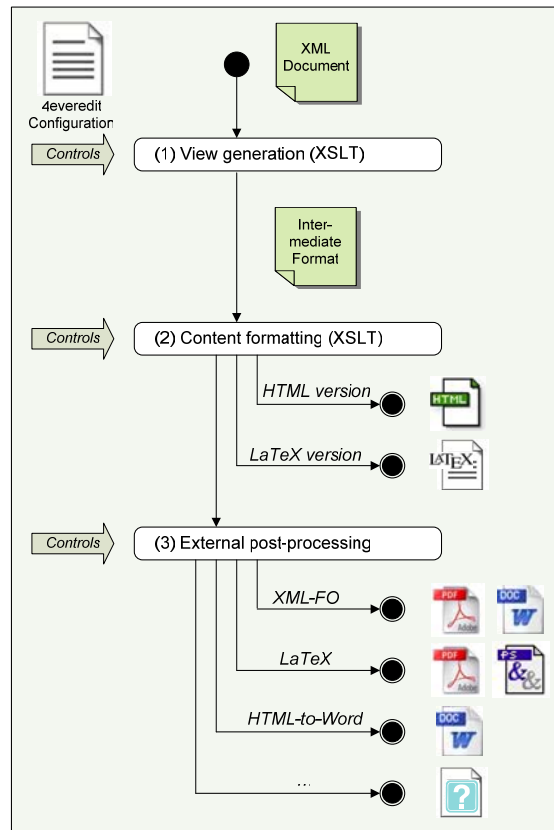 XML
Document
4everedit
Configuration
Controls
(1) View generation (XSLT)
Inter-
mediate
Format
Controls
(2) Content formatting (XSLT)
HTML version
HTML
LaTeX version
LATEX:
Controls
(3) External post-processing
XML-FO
PDF
Adobe
DOC
W
LaTeX
PDF
Adobe
PS
&&
HTML-to-Word
DOC
W
...
?